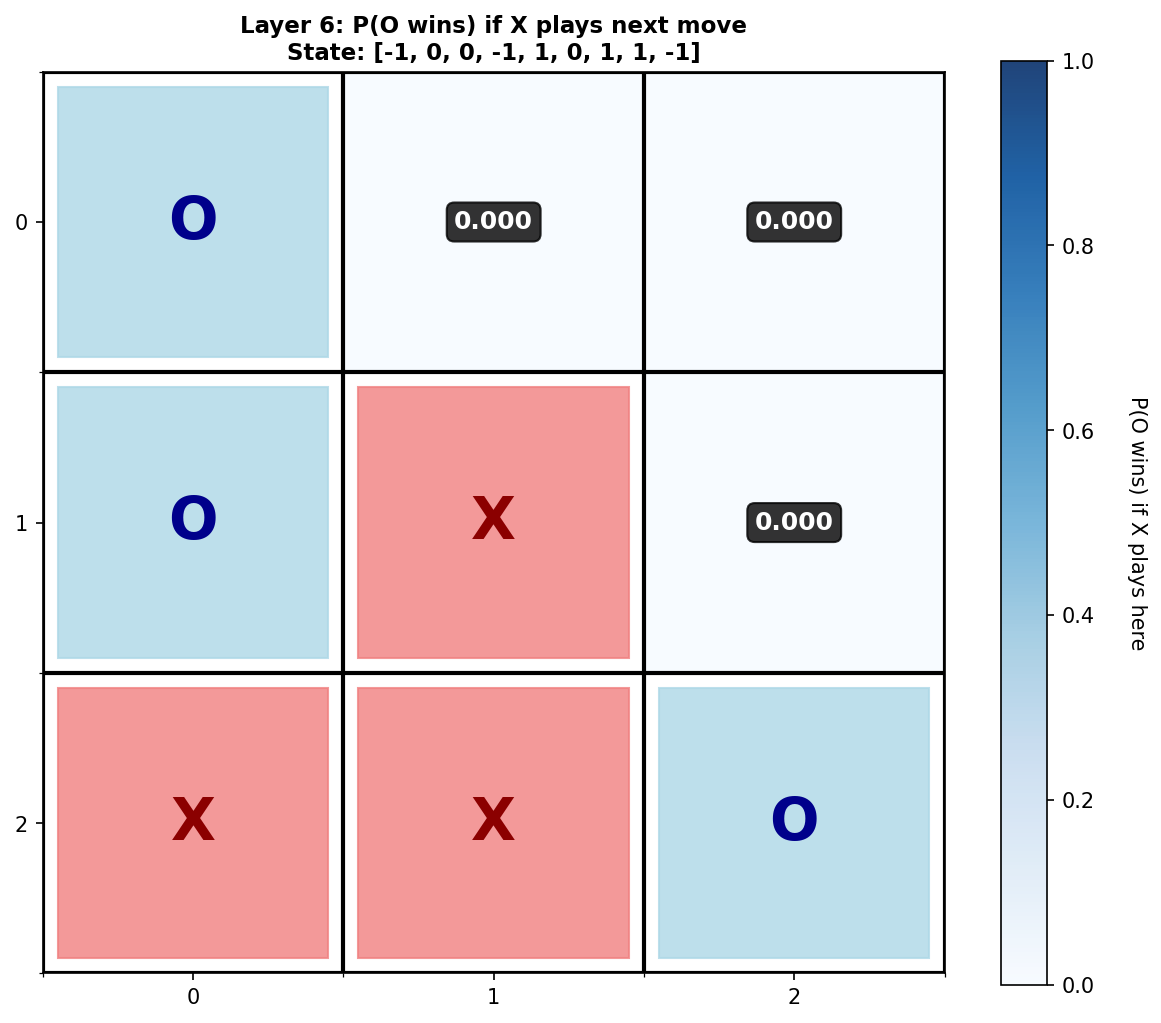 Layer 6: P(O wins) if X plays next move
State: [-1, 0, 0, -1, 1, 0, 1, 1, -1]
0
O
0.000
0.000
1
O
X
0.000
2
X
X
O
0
1
2
1.0
0.8
0.6
0.4
0.2
0.0
P(O wins) if X plays here